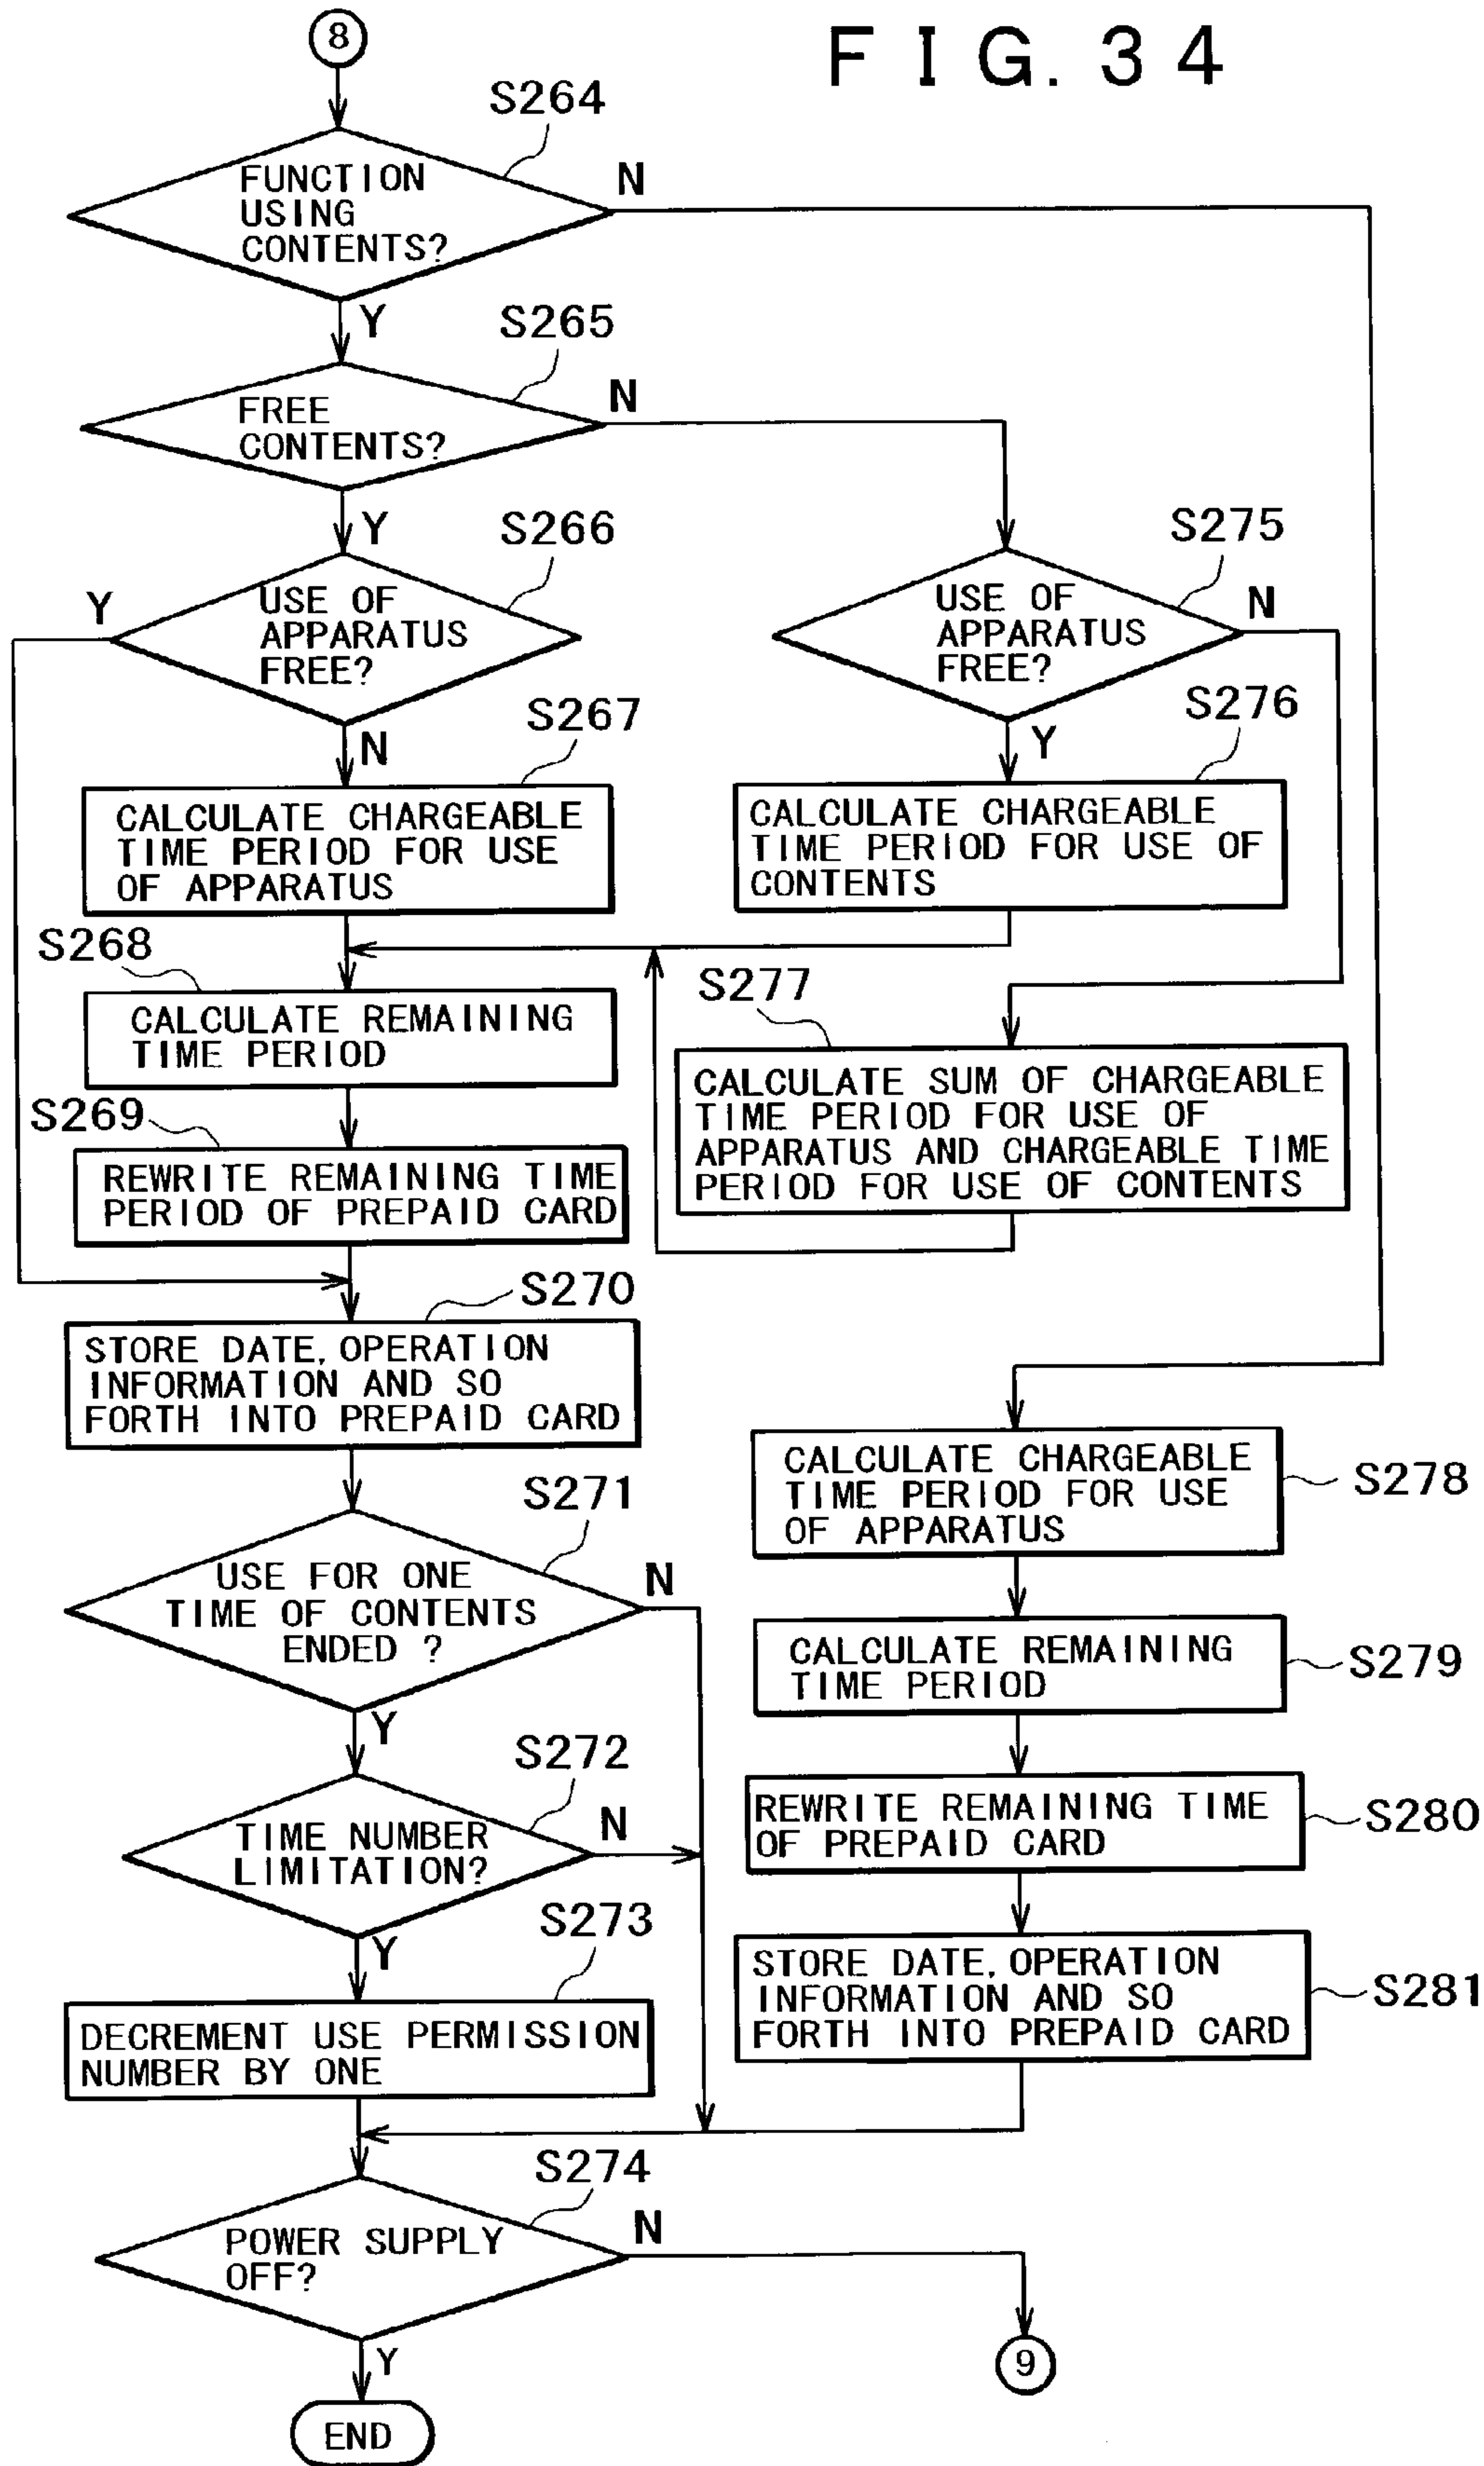 FIG. 34
8
S264
FUNCTION
USING
CONTENTS?
N
Y
S265
FREE
CONTENTS?
N
Y
S266
USE OF
APPARATUS
FREE?
Y
N
S275
USE OF
APPARATUS
FREE?
N
Y
S267
CALCULATE CHARGEABLE
TIME PERIOD FOR USE
OF APPARATUS
S276
CALCULATE CHARGEABLE
TIME PERIOD FOR USE OF
CONTENTS
S268
CALCULATE REMAINING
TIME PERIOD
S277
CALCULATE SUM OF CHARGEABLE
TIME PERIOD FOR USE OF
APPARATUS AND CHARGEABLE TIME
PERIOD FOR USE OF CONTENTS
S269
REWRITE REMAINING TIME
PERIOD OF PREPAID CARD
S270
STORE DATE, OPERATION
INFORMATION AND SO
FORTH INTO PREPAID CARD
S271
USE FOR ONE
TIME OF CONTENTS
ENDED ?
N
Y
S272
TIME NUMBER
LIMITATION?
N
Y
S273
DECREMENT USE PERMISSION
NUMBER BY ONE
CALCULATE CHARGEABLE
TIME PERIOD FOR USE
OF APPARATUS
S278
CALCULATE REMAINING
TIME PERIOD
S279
REWRITE REMAINING TIME
OF PREPAID CARD
S280
STORE DATE, OPERATION
INFORMATION AND SO
FORTH INTO PREPAID CARD
S281
S274
POWER SUPPLY
OFF?
N
Y
9
END